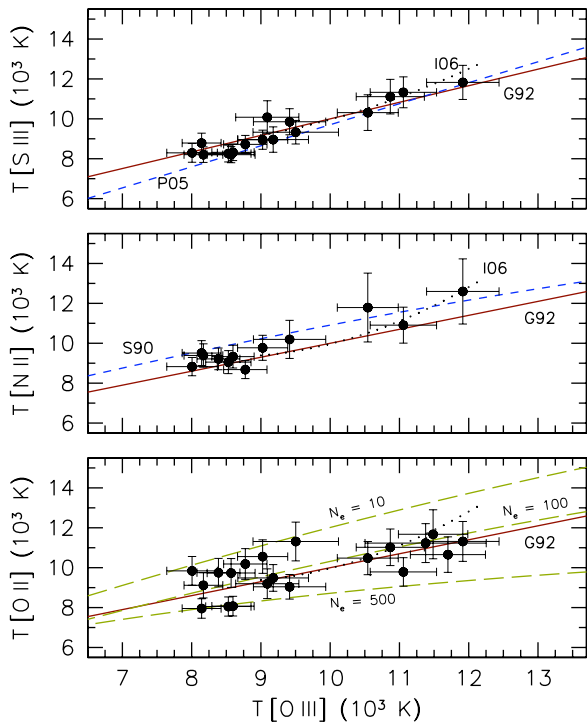 14
12
10
8
6
T [S III] (10³ K)
I06
G92
P05
14
12
10
8
6
T [N II] (10³ K)
I06
S90
G92
14
12
10
8
6
T [O II] (10³ K)
Nₑ = 10
Nₑ = 100
G92
Nₑ = 500
7 8 9 10 11 12 13
T [O III] (10³ K)